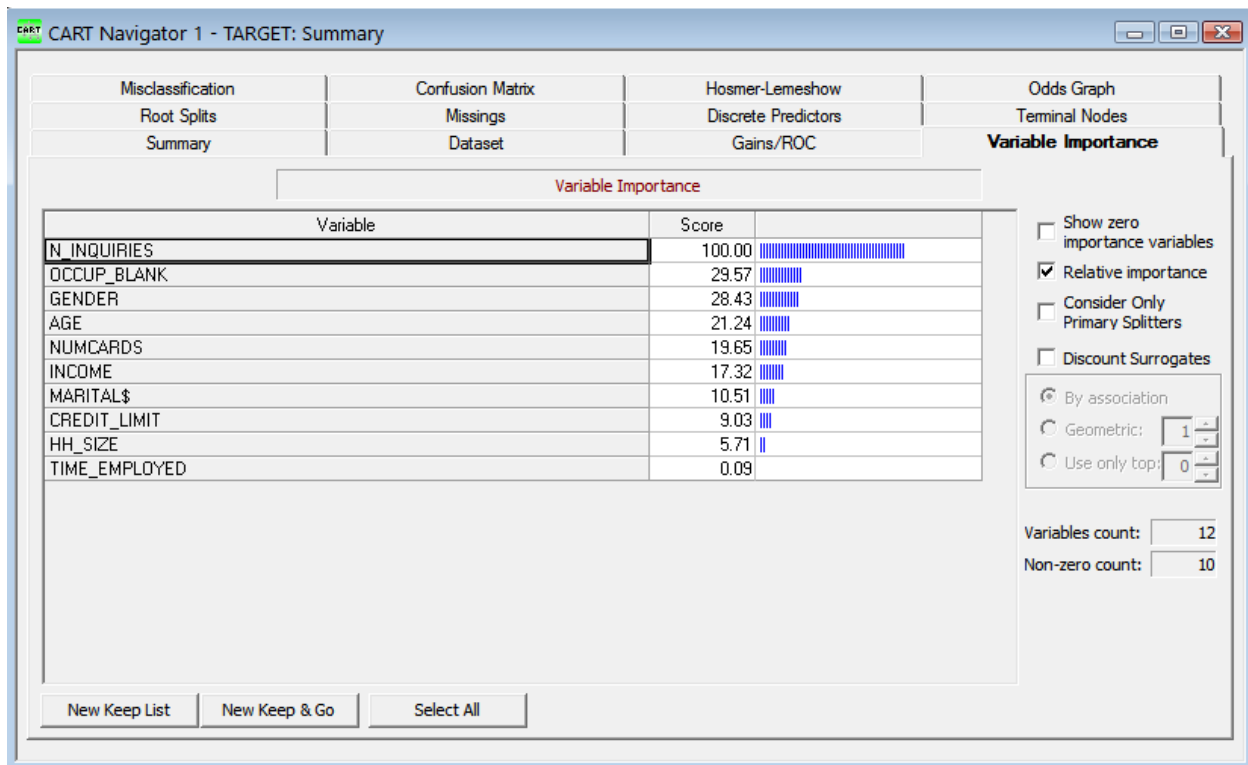 CART CART Navigator 1 - TARGET: Summary
Misclassification Confusion Matrix Hosmer-Lemeshow Odds Graph
Root Splits Missings Discrete Predictors Terminal Nodes
Summary Dataset Gains/ROC Variable Importance
Variable Importance
Variable Score
N_INQUIRIES 100.00
OCCUP_BLANK 29.57
GENDER 28.43
AGE 21.24
NUMCARDS 19.65
INCOME 17.32
MARITAL$ 10.51
CREDIT_LIMIT 9.03
HH_SIZE 5.71
TIME_EMPLOYED 0.09
Show zero
importance variables
Relative importance
Consider Only
Primary Splitters
Discount Surrogates
By association
Geometric: 1
Use only top: 0
Variables count: 12
Non-zero count: 10
New Keep List New Keep & Go Select All